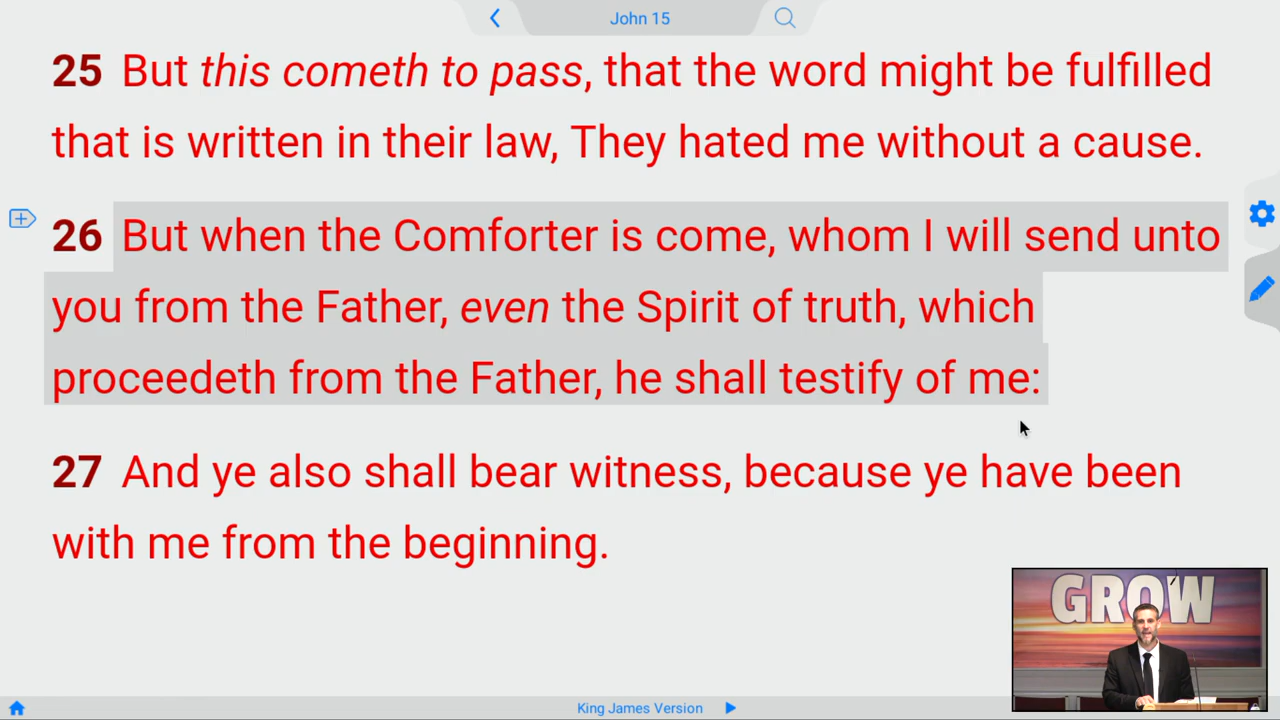 John 15
25 But this cometh to pass, that the word might be fulfilled
that is written in their law, They hated me without a cause.
26 But when the Comforter is come, whom I will send unto
you from the Father, even the Spirit of truth, which
proceedeth from the Father, he shall testify of me:
27 And ye also shall bear witness, because ye have been
with me from the beginning.
GROW
King James Version